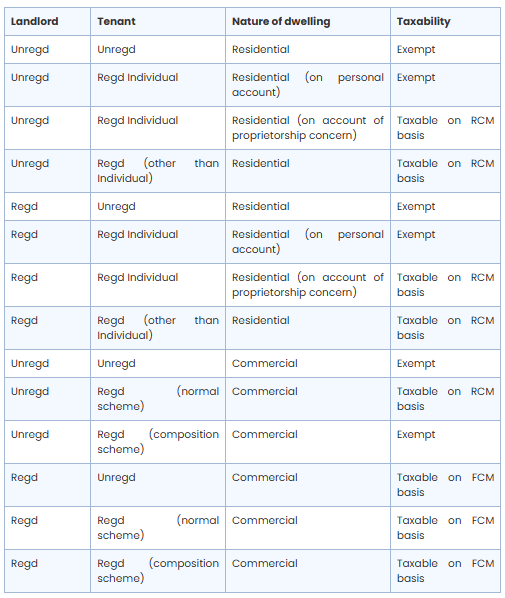 Landlord Tenant Nature of dwelling Taxability
Unregd Unregd Residential Exempt
Unregd Regd Individual Residential (on personal account) Exempt
Unregd Regd Individual Residential (on account of proprietorship concern) Taxable on RCM basis
Unregd Regd (other than Individual) Residential Taxable on RCM basis
Regd Unregd Residential Exempt
Regd Regd Individual Residential (on personal account) Exempt
Regd Regd Individual Residential (on account of proprietorship concern) Taxable on RCM basis
Regd Regd (other than Individual) Residential Taxable on RCM basis
Unregd Unregd Commercial Exempt
Unregd Regd (normal scheme) Commercial Taxable on RCM basis
Unregd Regd (composition scheme) Commercial Exempt
Regd Unregd Commercial Taxable on FCM basis
Regd Regd (normal scheme) Commercial Taxable on FCM basis
Regd Regd (composition scheme) Commercial Taxable on FCM basis